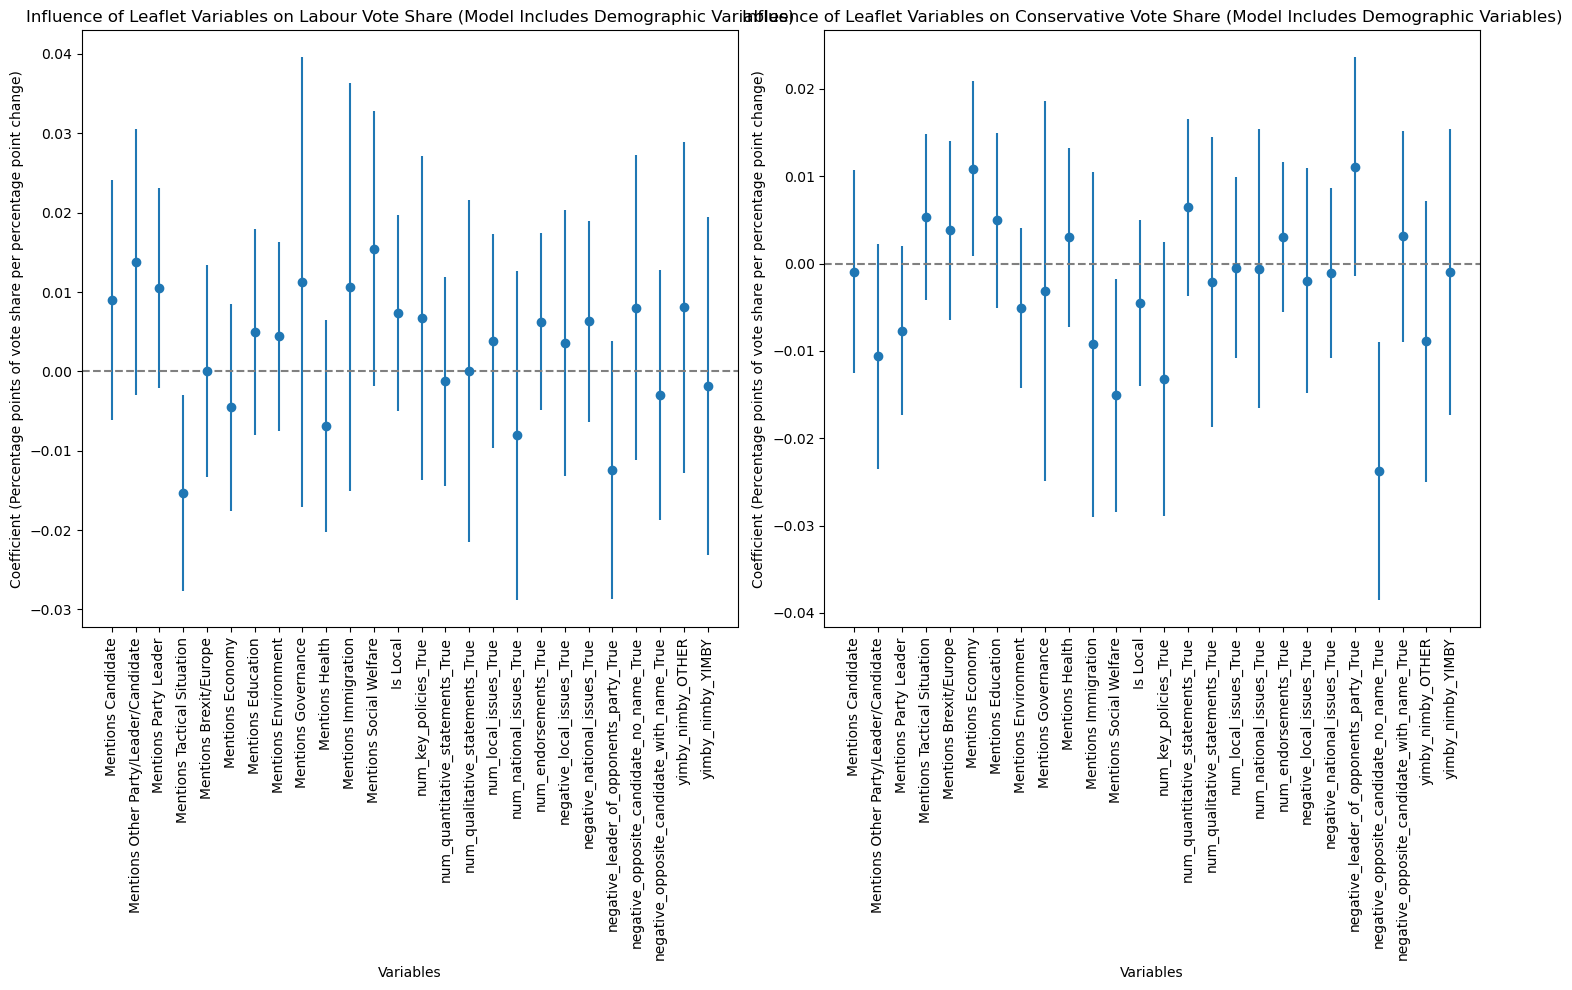 Influence of Leaflet Variables on Labour Vote Share (Model Includes Demographic Variables)
Coefficient (Percentage points of vote share per percentage point change)
0.04
0.03
0.02
0.01
0.00
−0.01
−0.02
−0.03
Mentions Candidate
Mentions Other Party/Leader/Candidate
Mentions Party Leader
Mentions Tactical Situation
Mentions Brexit/Europe
Mentions Economy
Mentions Education
Mentions Environment
Mentions Governance
Mentions Health
Mentions Immigration
Mentions Social Welfare
Is Local
num_key_policies_True
num_quantitative_statements_True
num_qualitative_statements_True
num_local_issues_True
num_national_issues_True
num_endorsements_True
negative_local_issues_True
negative_national_issues_True
negative_leader_of_opponents_party_True
negative_opposite_candidate_no_name_True
negative_opposite_candidate_with_name_True
yimby_nimby_OTHER
yimby_nimby_YIMBY
Variables
Influence of Leaflet Variables on Conservative Vote Share (Model Includes Demographic Variables)
Coefficient (Percentage points of vote share per percentage point change)
0.02
0.01
0.00
−0.01
−0.02
−0.03
−0.04
Mentions Candidate
Mentions Other Party/Leader/Candidate
Mentions Party Leader
Mentions Tactical Situation
Mentions Brexit/Europe
Mentions Economy
Mentions Education
Mentions Environment
Mentions Governance
Mentions Health
Mentions Immigration
Mentions Social Welfare
Is Local
num_key_policies_True
num_quantitative_statements_True
num_qualitative_statements_True
num_local_issues_True
num_national_issues_True
num_endorsements_True
negative_local_issues_True
negative_national_issues_True
negative_leader_of_opponents_party_True
negative_opposite_candidate_no_name_True
negative_opposite_candidate_with_name_True
yimby_nimby_OTHER
yimby_nimby_YIMBY
Variables